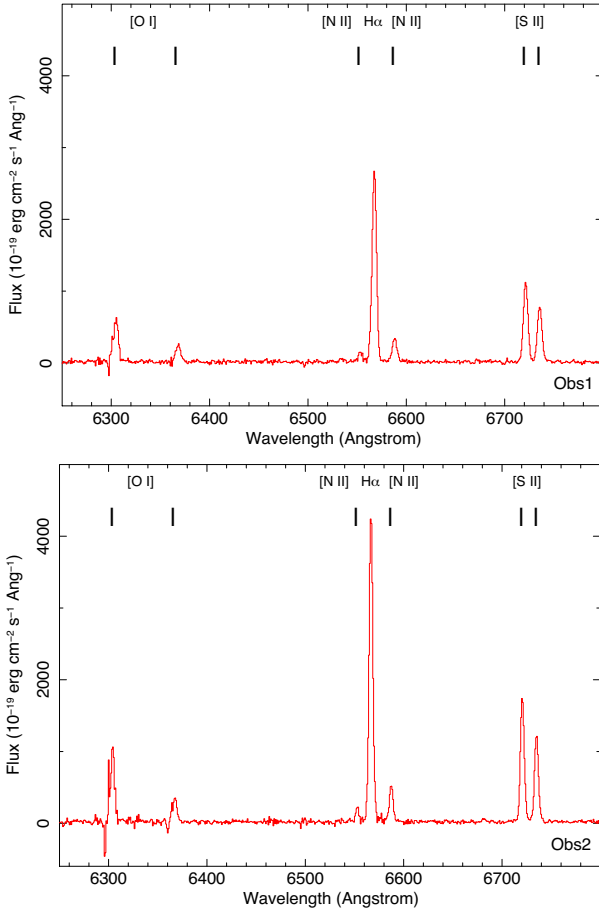 [O I] [N II] Hα [N II] [S II]
4000
2000
0
Flux (10⁻¹⁹ erg cm⁻² s⁻¹ Ang⁻¹)
Obs1
6300 6400 6500 6600 6700
Wavelength (Angstrom)
[O I] [N II] Hα [N II] [S II]
4000
2000
0
Flux (10⁻¹⁹ erg cm⁻² s⁻¹ Ang⁻¹)
Obs2
6300 6400 6500 6600 6700
Wavelength (Angstrom)